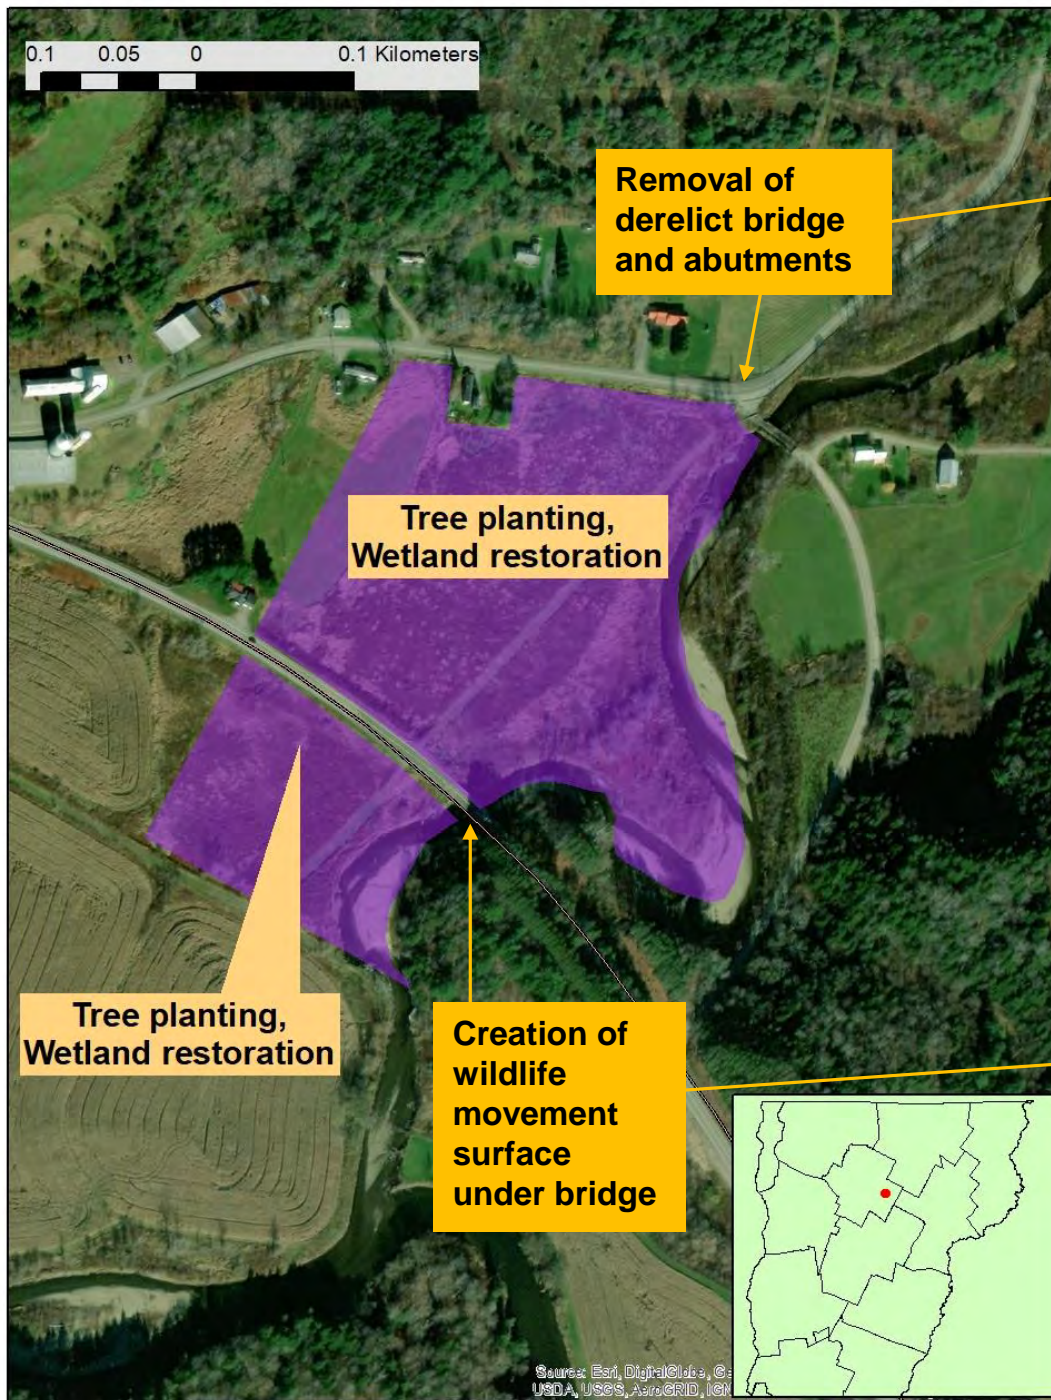 0.1 0.05 0 0.1 Kilometers
Removal of
derelict bridge
and abutments
Tree planting,
Wetland restoration
Tree planting,
Wetland restoration
Creation of
wildlife
movement
surface
under bridge
Source: Esri, DigitalGlobe,
USDA, USGS, AeroGRID,